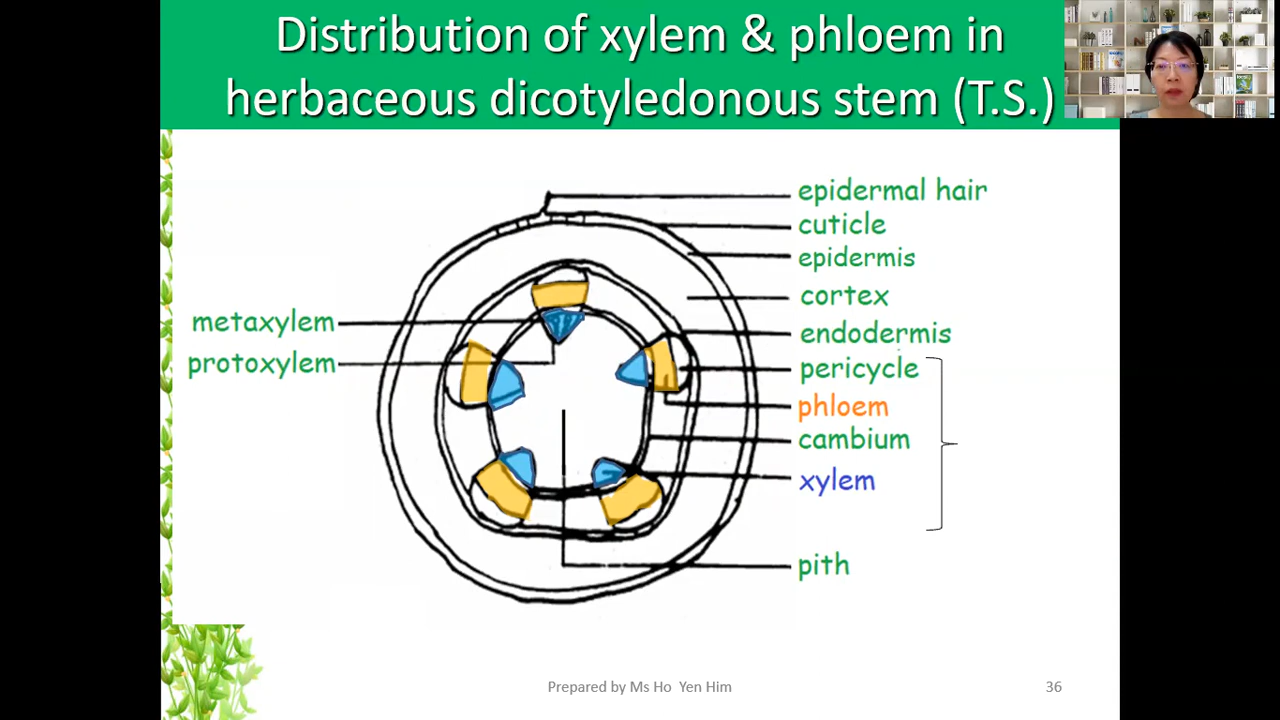 Distribution of xylem & phloem in
herbaceous dicotyledonous stem (T.S.)
epidermal hair
cuticle
epidermis
cortex
metaxylem
endodermis
protoxylem
pericycle
phloem
cambium
xylem
pith
Prepared by Ms Ho Yen Him
36